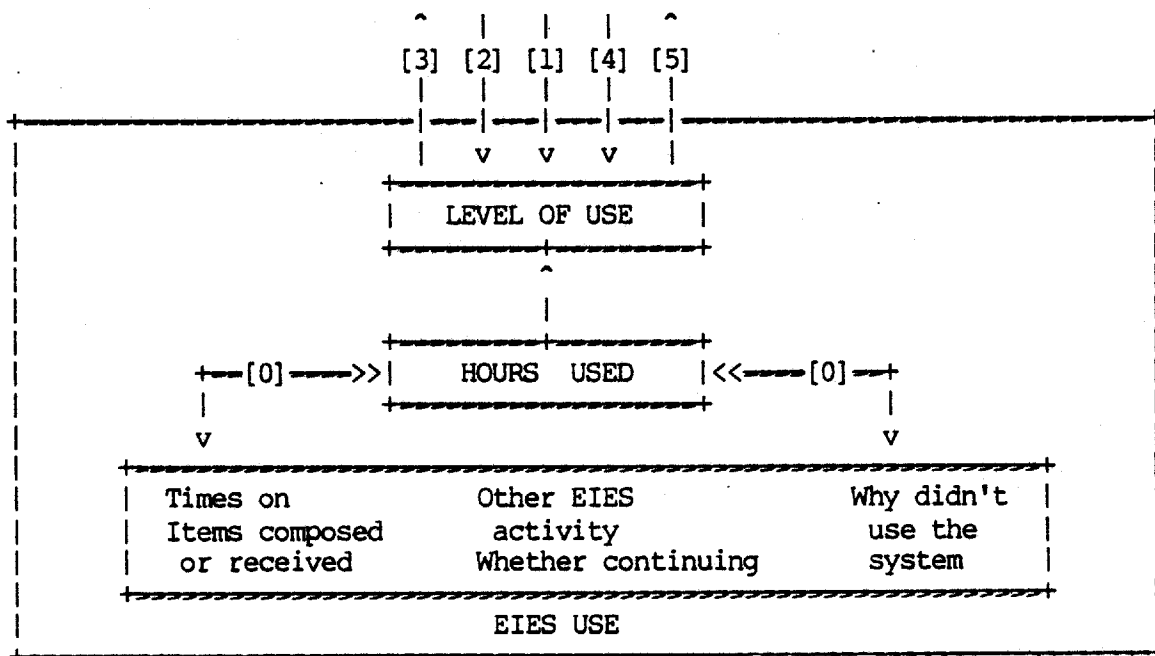 [3] [2] [1] [4] [5]
LEVEL OF USE
[0] HOURS USED [0]
Times on Other EIES Why didn't
Items composed activity use the
or received Whether continuing system
EIES USE